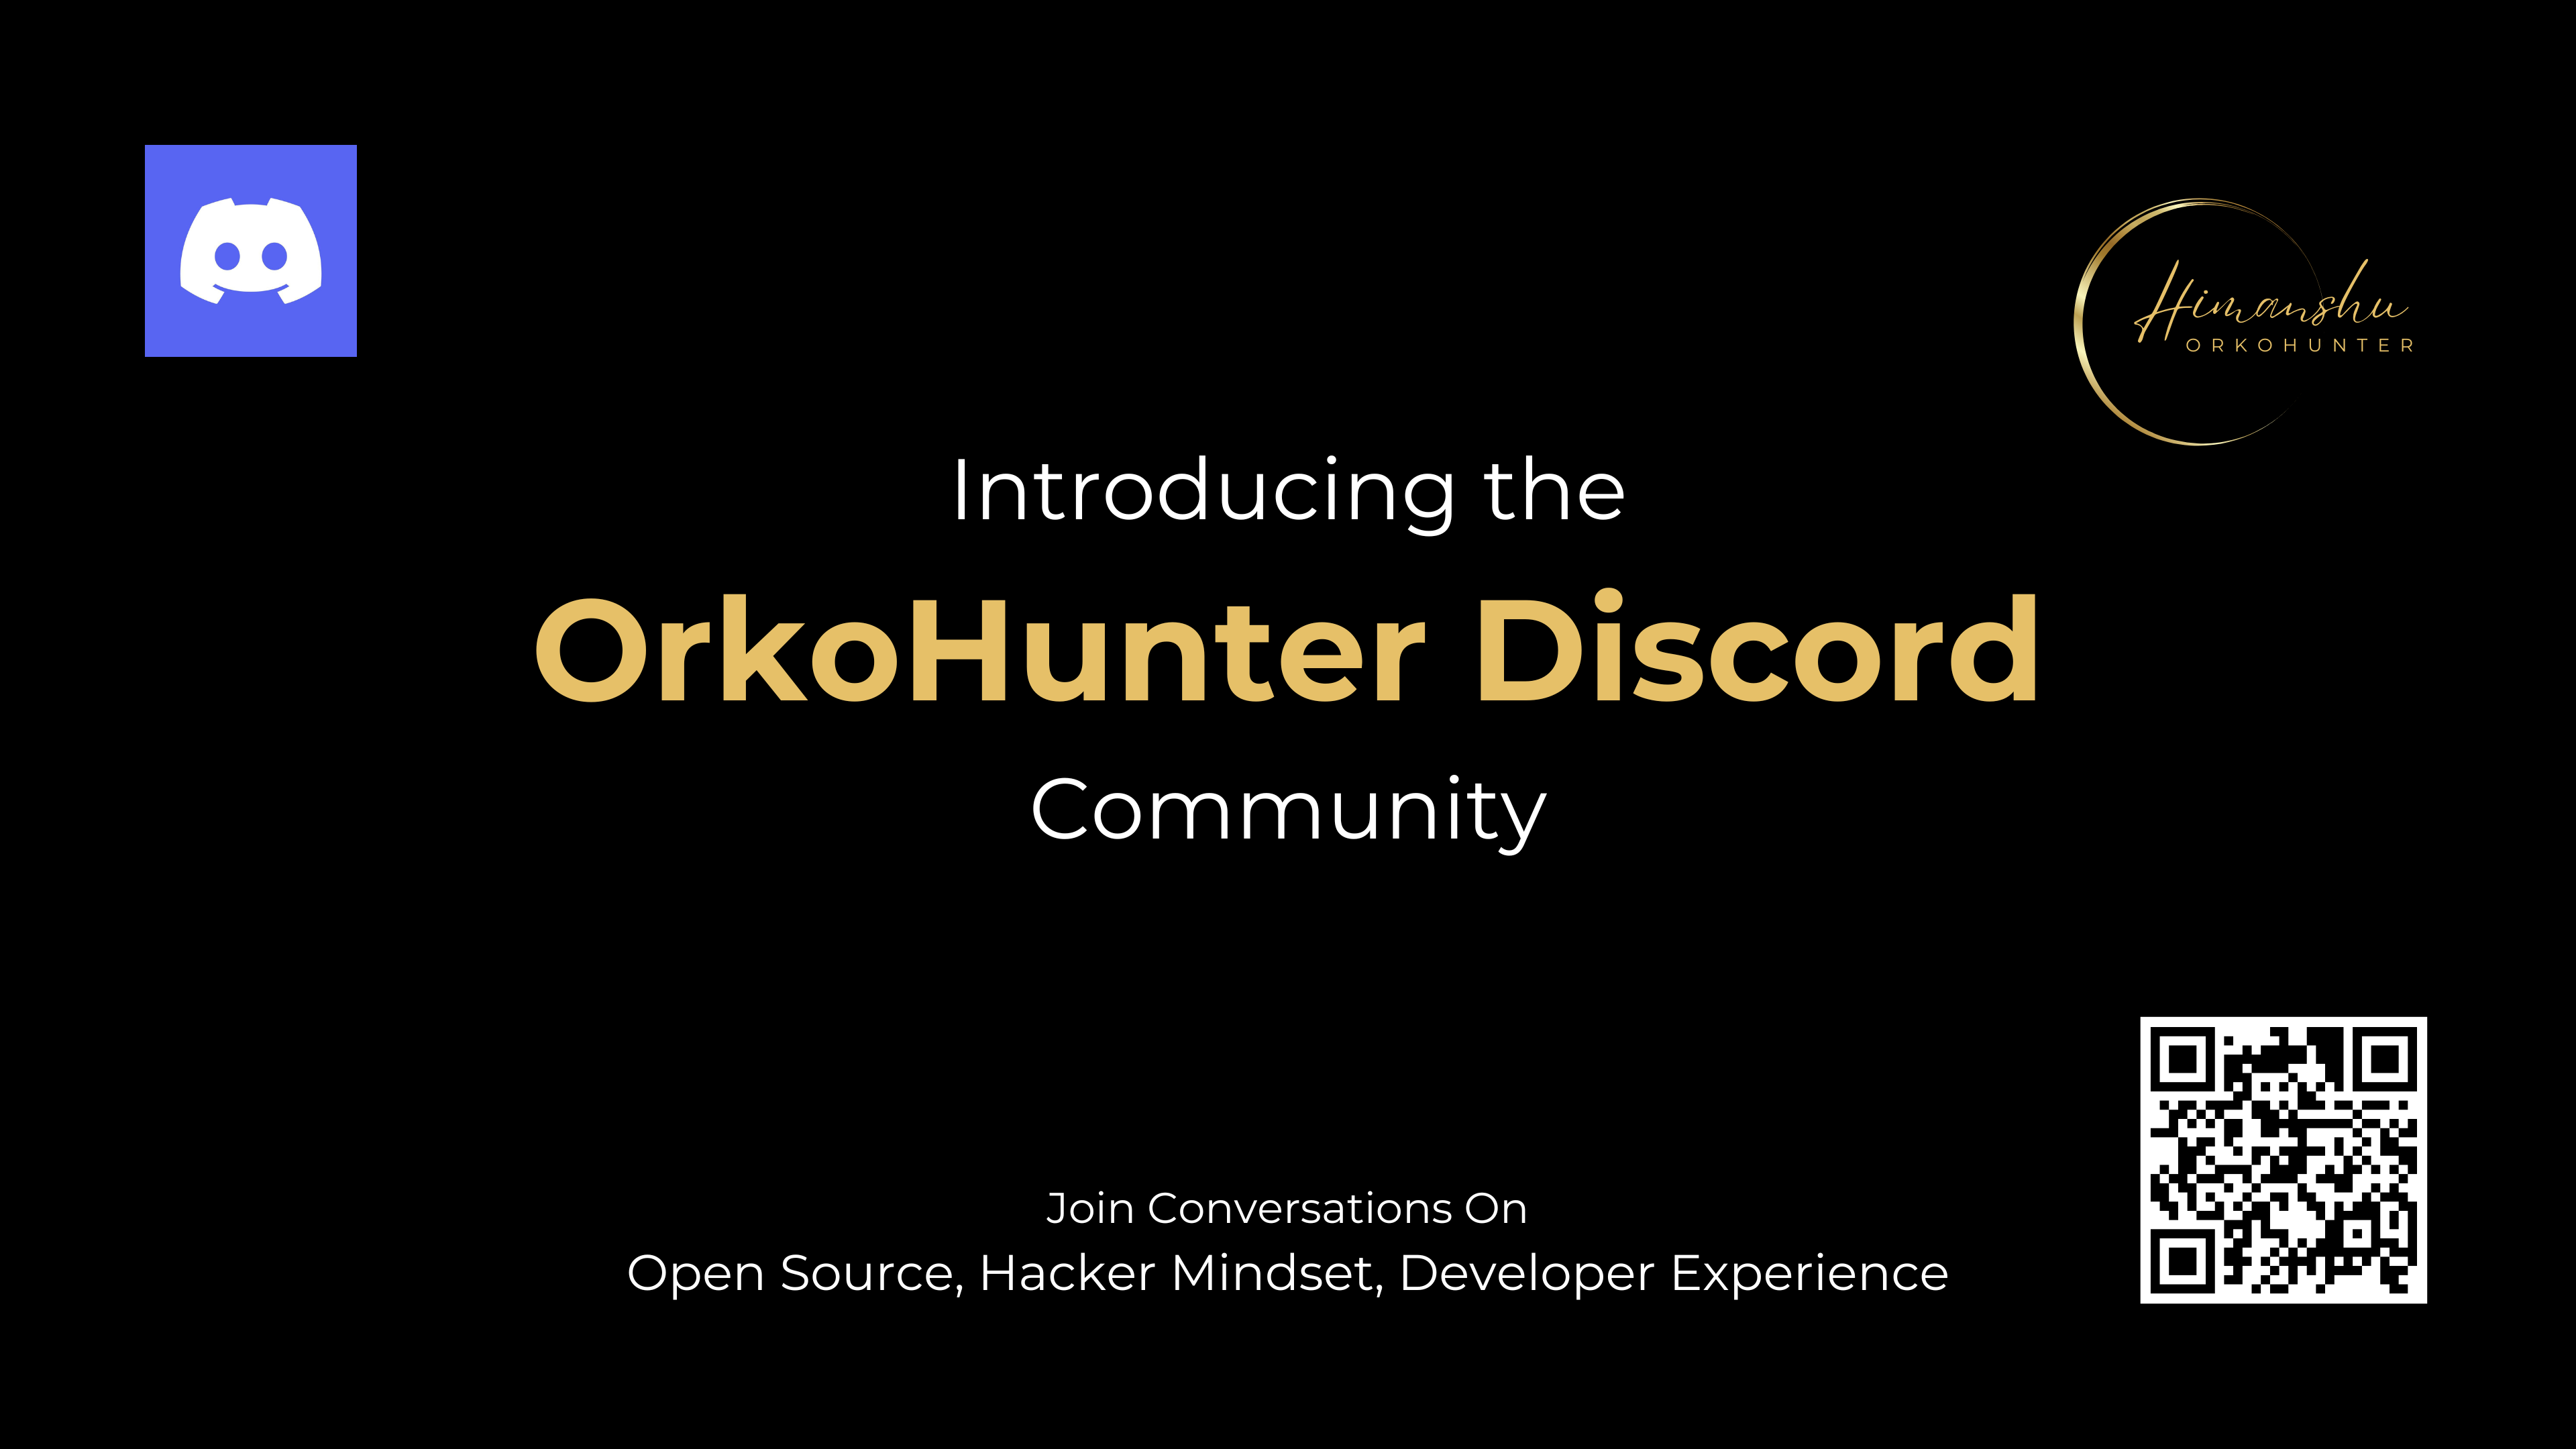 Himanshu
ORKOHUNTER
Introducing the
OrkoHunter Discord
Community
Join Conversations On
Open Source, Hacker Mindset, Developer Experience